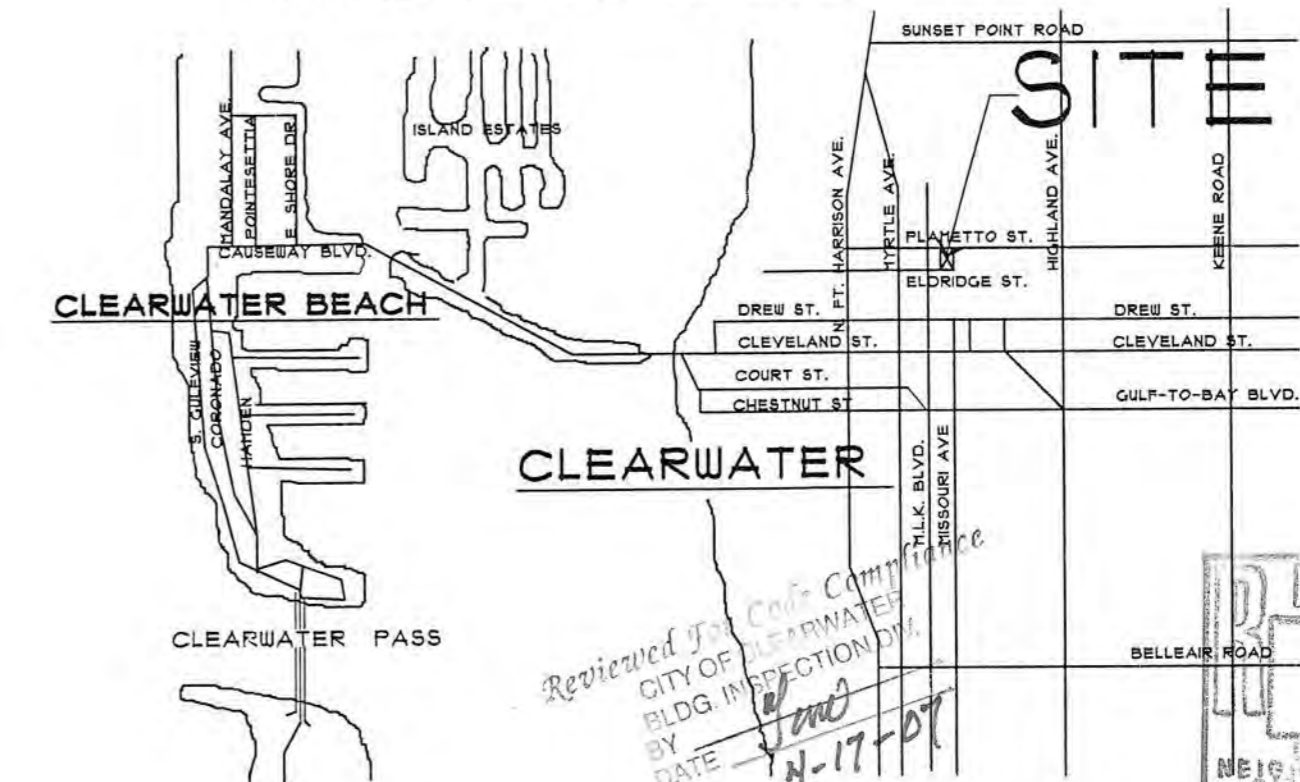 SUNSET POINT ROAD
SITE
ISLAND ESTATES
MANDALAY AVE.
POINTESETTIA
E. SHORE DR.
N. FT. HARRISON AVE.
MYRTLE AVE.
HIGHLAND AVE.
KEENE ROAD
PLAMETTO ST.
CAUSEWAY BLVD.
ELDRIDGE ST.
CLEARWATER BEACH
DREW ST.
DREW ST.
CLEVELAND ST.
CLEVELAND ST.
COURT ST.
GULF-TO-BAY BLVD.
CHESTNUT ST
S. GULFVIEW
CORONADO
CLEARWATER
M.L.K. BLVD.
MISSOURI AVE
CLEARWATER PASS
BELLEAIR ROAD
Reviewed For Code Compliance
CITY OF CLEARWATER
BLDG. INSPECTION DIV.
BY
DATE 4-17-07